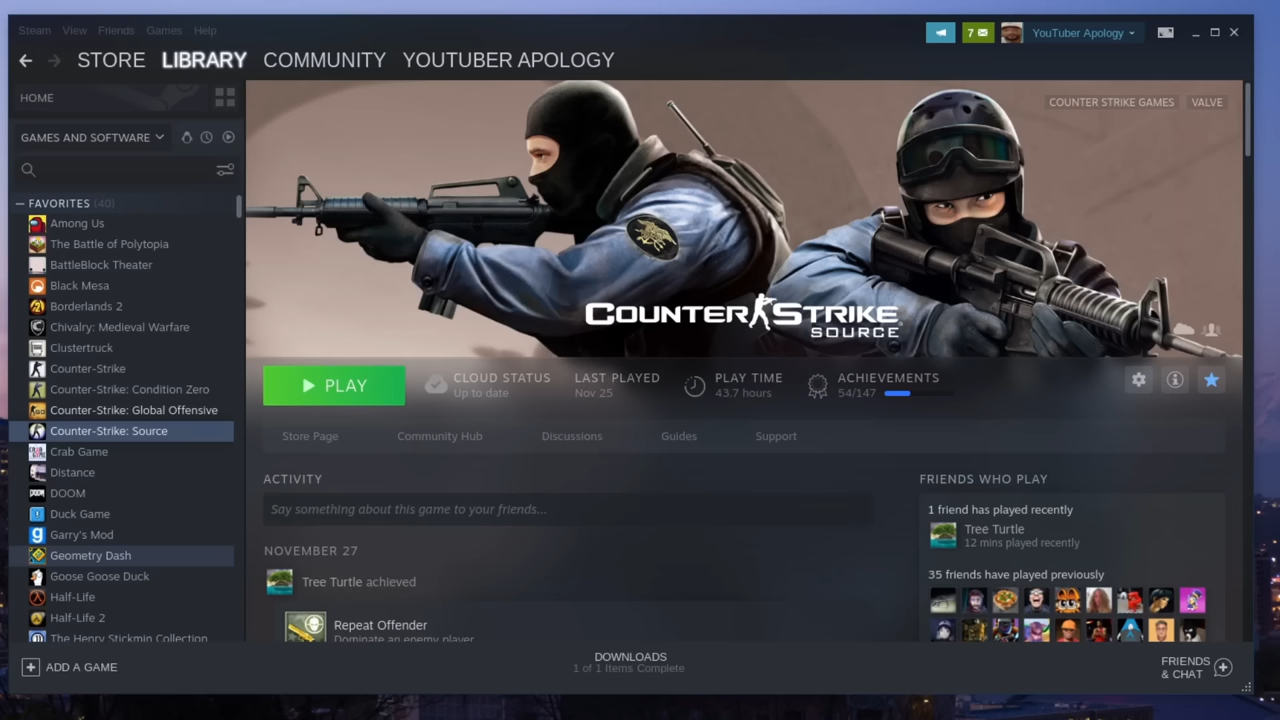 Steam View Friends Games Help
7
YouTuber Apology
STORE LIBRARY COMMUNITY YOUTUBER APOLOGY
HOME
GAMES AND SOFTWARE
FAVORITES (40)
Among Us
The Battle of Polytopia
BattleBlock Theater
Black Mesa
Borderlands 2
Chivalry: Medieval Warfare
Clustertruck
Counter-Strike
Counter-Strike: Condition Zero
Counter-Strike: Global Offensive
Counter-Strike: Source
Crab Game
Distance
DOOM
Duck Game
Garry's Mod
Geometry Dash
Goose Goose Duck
Half-Life
Half-Life 2
The Henry Stickmin Collection
COUNTER STRIKE GAMES VALVE
COUNTER STRIKE
SOURCE
PLAY
CLOUD STATUS
Up to date
LAST PLAYED
Nov 25
PLAY TIME
43.7 hours
ACHIEVEMENTS
54/147
Store Page Community Hub Discussions Guides Support
ACTIVITY
Say something about this game to your friends...
NOVEMBER 27
Tree Turtle achieved
Repeat Offender
Dominate an enemy player
FRIENDS WHO PLAY
1 friend has played recently
Tree Turtle
12 mins played recently
35 friends have played previously
ADD A GAME
DOWNLOADS
1 of 1 Items Complete
FRIENDS
& CHAT